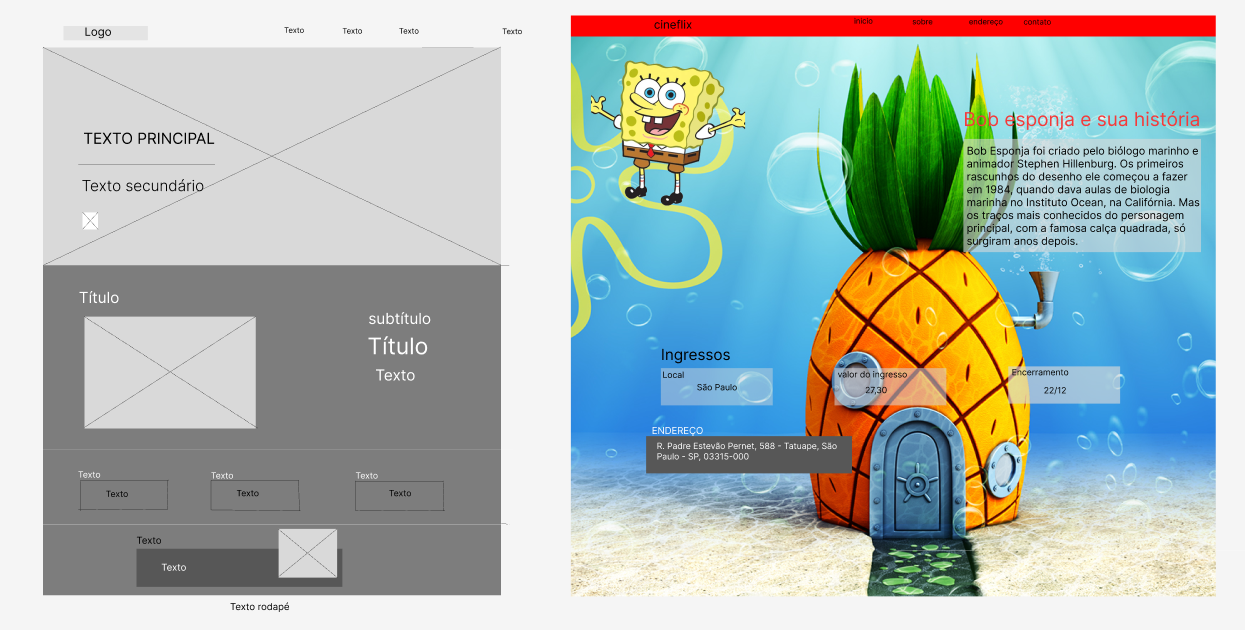 Logo
Texto
Texto
Texto
Texto
TEXTO PRINCIPAL
Texto secundário
Título
subtítulo
Título
Texto
Texto
Texto
Texto
Texto
Texto
Texto
Texto
Texto
Texto rodapé
cineflix
inicio
sobre
endereço
contato
Bob esponja e sua história
Bob Esponja foi criado pelo biólogo marinho e
animador Stephen Hillenburg. Os primeiros
rascunhos do desenho ele começou a fazer
em 1984, quando dava aulas de biologia
marinha no Instituto Ocean, na Califórnia. Mas
os traços mais conhecidos do personagem
principal, com a famosa calça quadrada, só
surgiram anos depois.
Ingressos
Local
São Paulo
valor do ingresso
27,30
Encerramento
22/12
ENDEREÇO
R. Padre Estevão Pernet, 588 - Tatuape, São
Paulo - SP, 03315-000